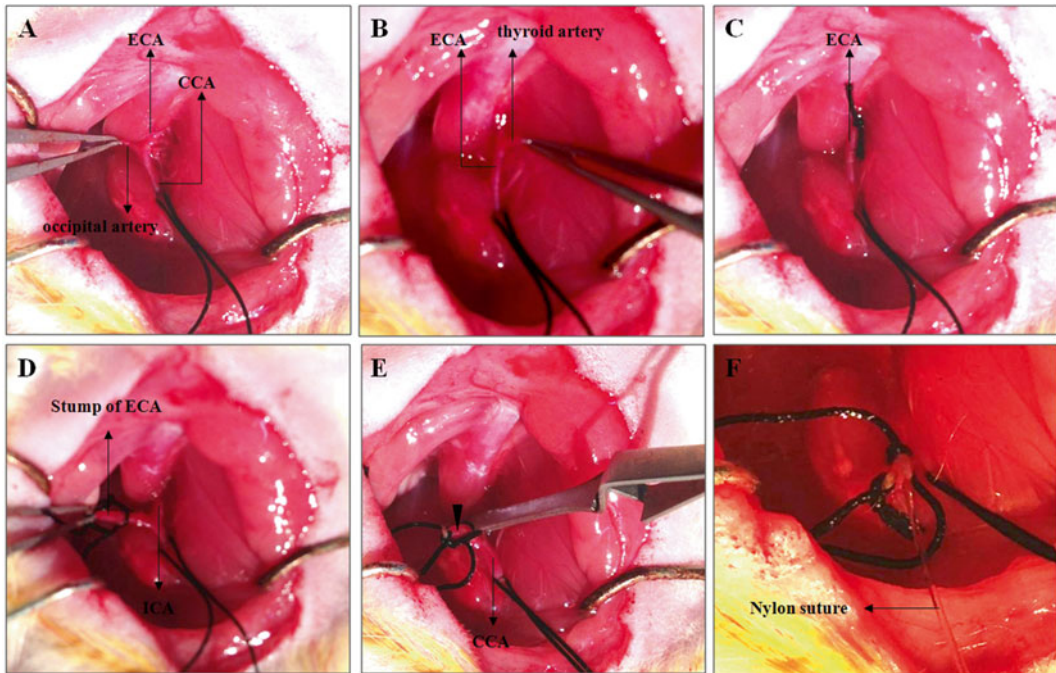 A
ECA
CCA
occipital artery
B
ECA
thyroid artery
C
ECA
D
Stump of ECA
ICA
E
CCA
F
Nylon suture